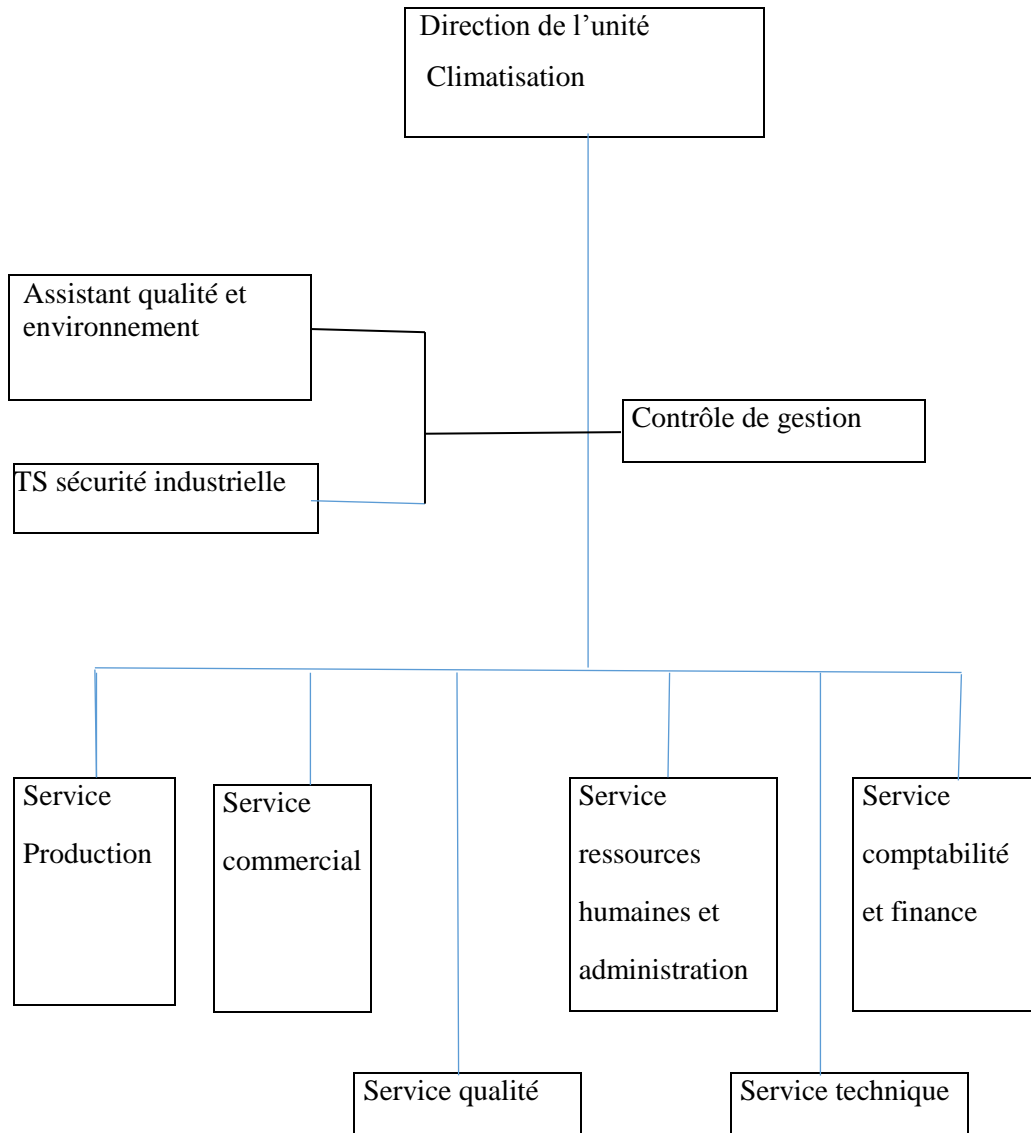 Direction de l’unité
Climatisation
Assistant qualité et
environnement
Contrôle de gestion
TS sécurité industrielle
Service
Production
Service
commercial
Service
ressources
humaines et
administration
Service
comptabilité
et finance
Service qualité
Service technique